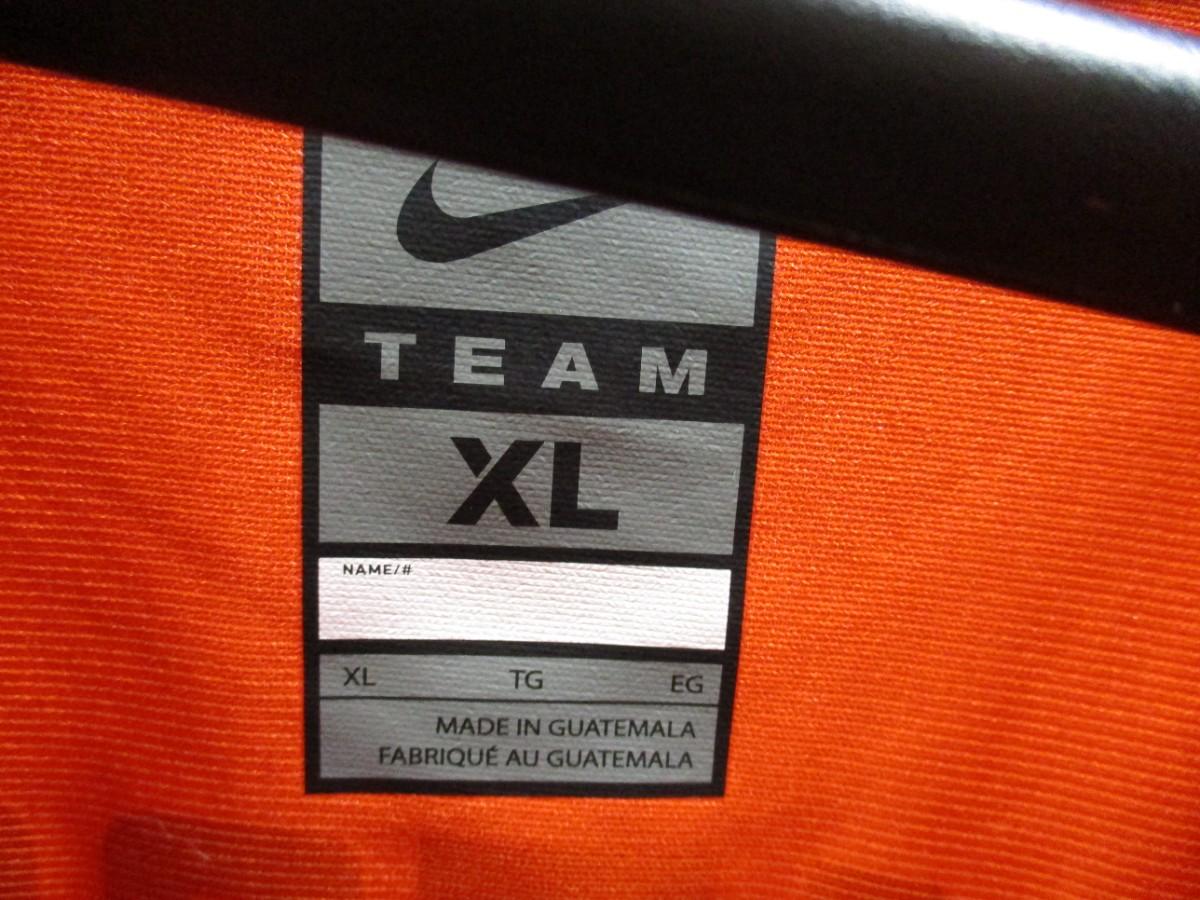 TEAM
XL
NAME/#
XL TG EG
MADE IN GUATEMALA
FABRIQUÉ AU GUATEMALA